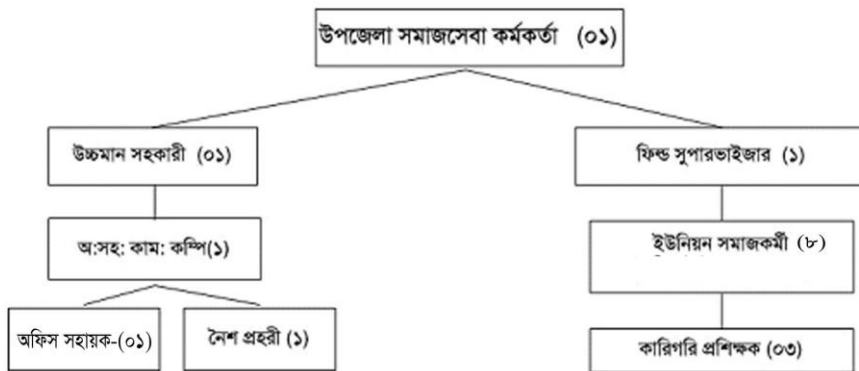 উপজেলা সমাজসেবা কর্মকর্তা (০১)
উচ্চমান সহকারী (০১)
ফিল্ড সুপারভাইজার (১)
অ:সহ: কাম: কম্পি(১)
ইউনিয়ন সমাজকর্মী (৮)
অফিস সহায়ক-(০১)
নৈশ প্রহরী (১)
কারিগরি প্রশিক্ষক (০৩)